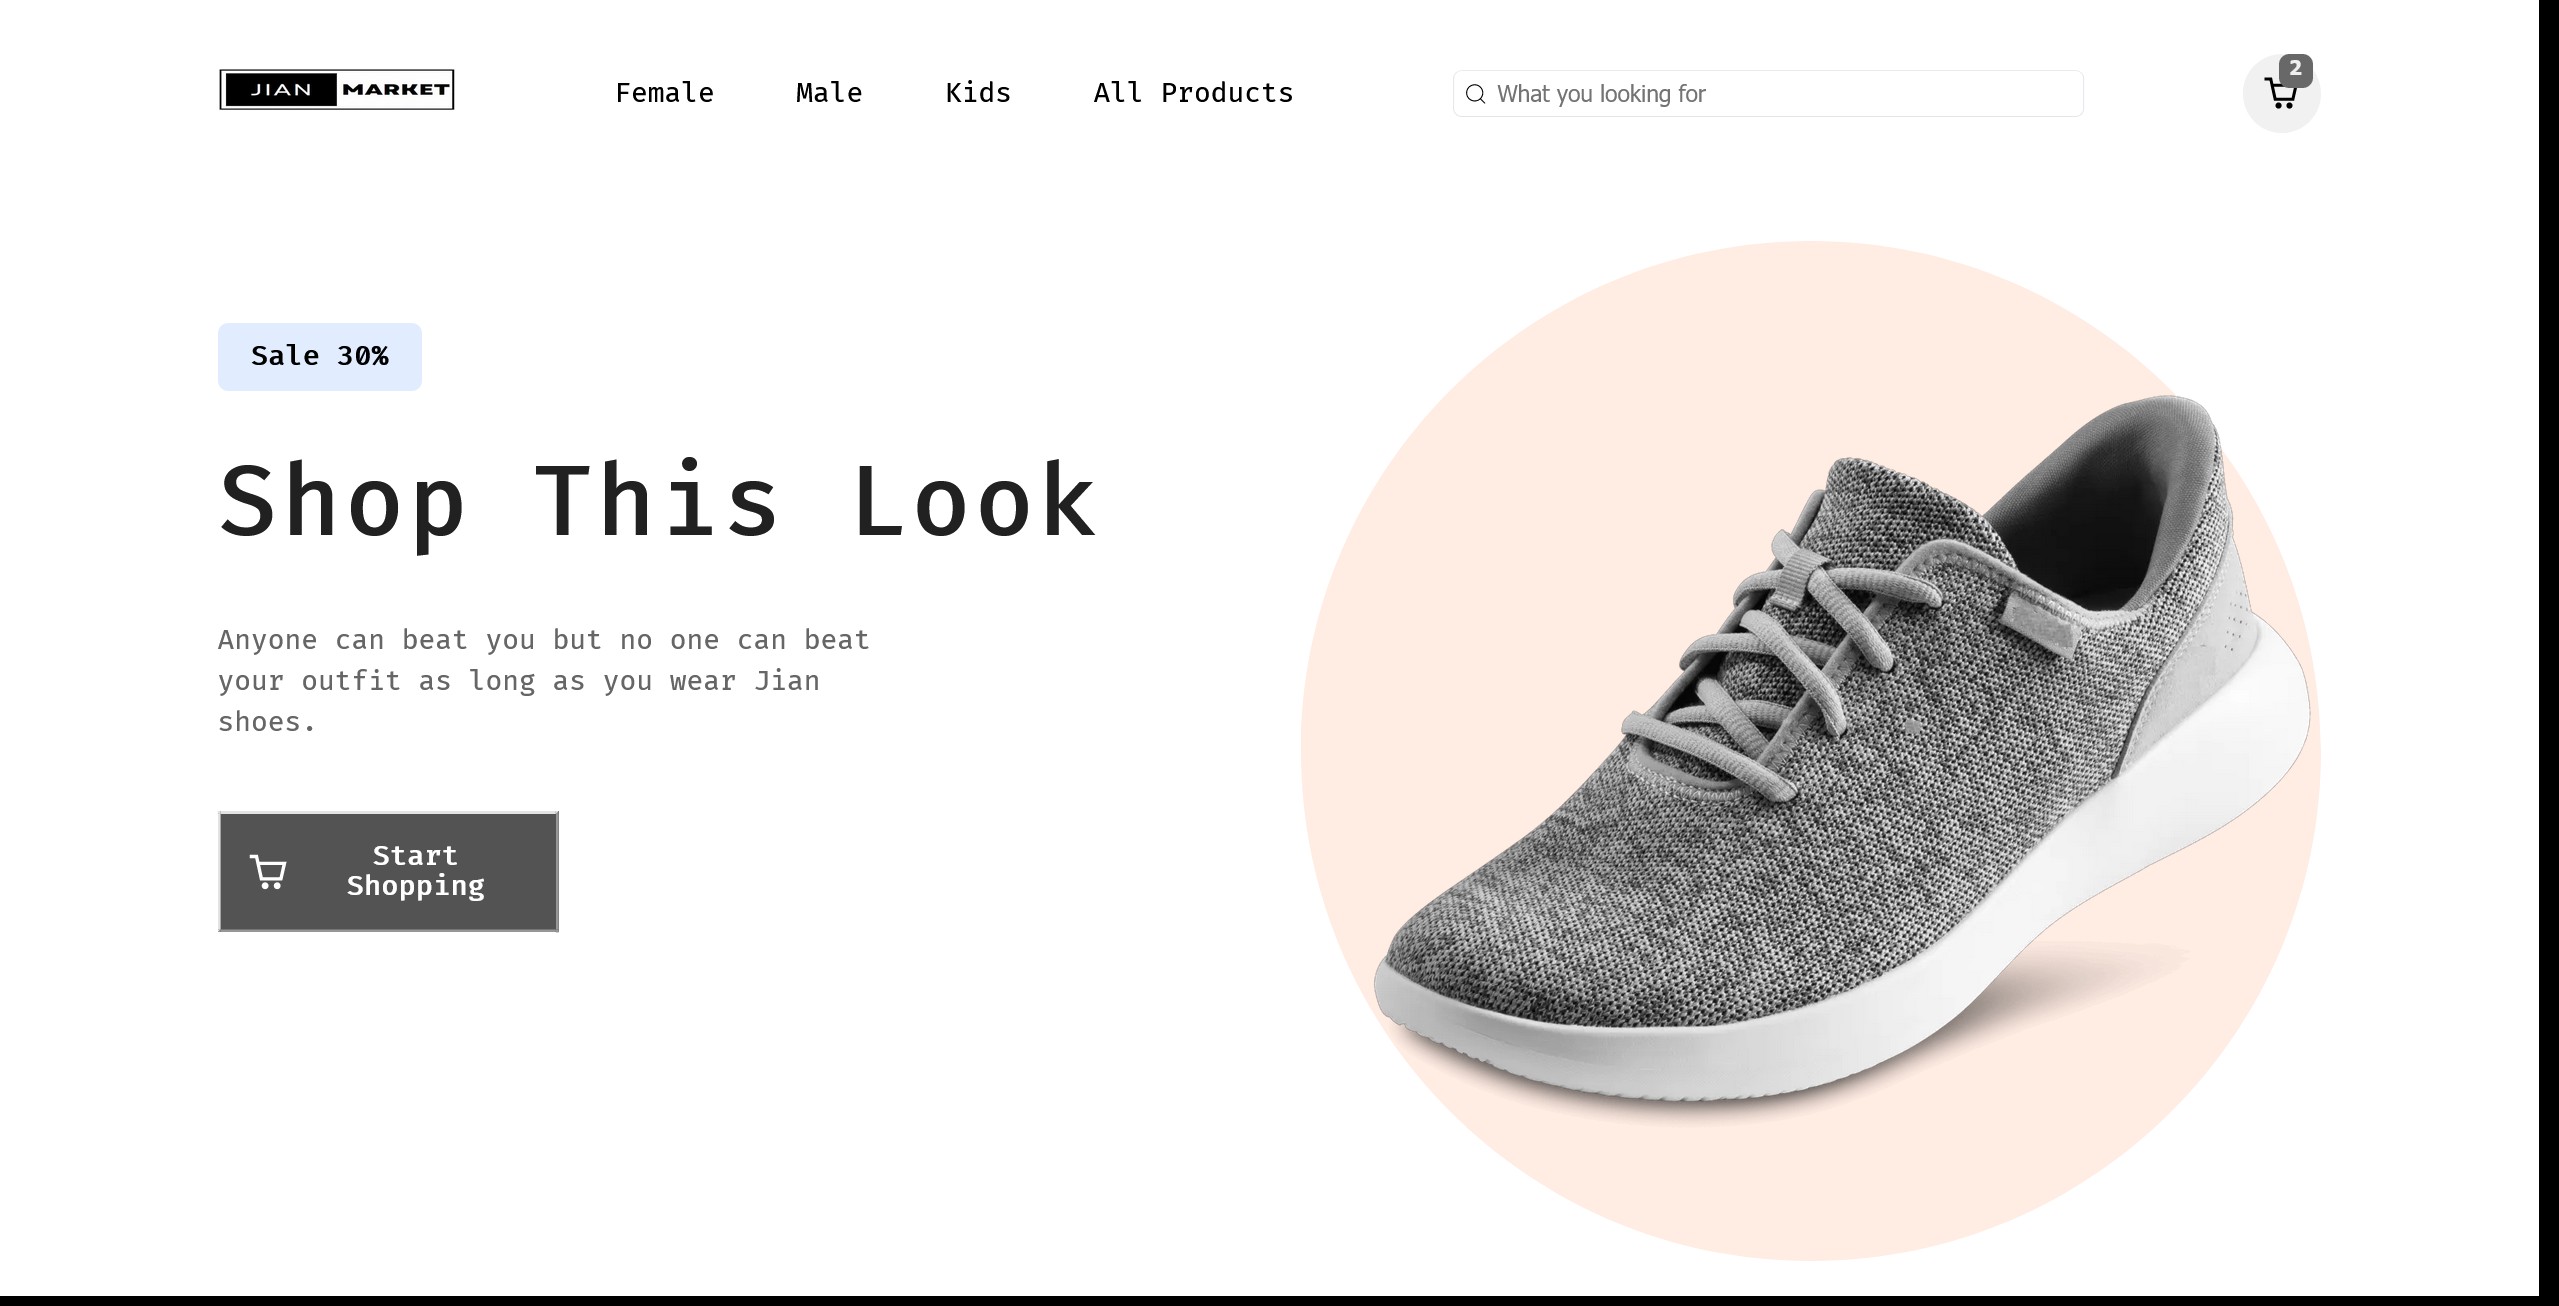 JIAN MARKET
Female
Male
Kids
All Products
What you looking for
2
Sale 30%
Shop This Look
Anyone can beat you but no one can beat
your outfit as long as you wear Jian
shoes.
Start
Shopping